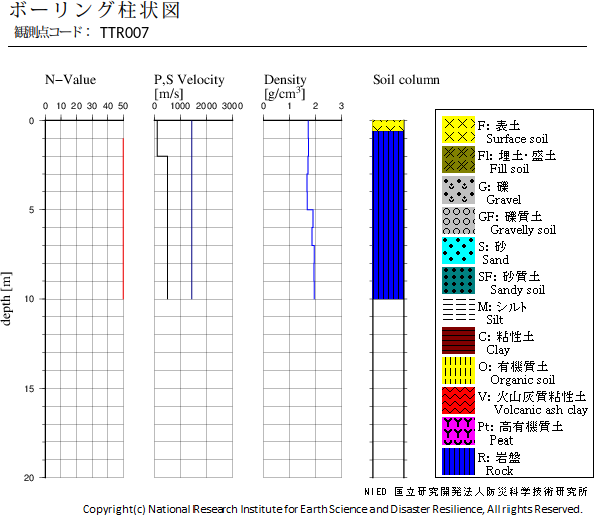 ボーリング柱状図
観測点コード： TTR007
N−Value
0 10 20 30 40 50
P,S Velocity
[m/s]
0 1000 2000 3000
Density
[g/cm³]
0 1 2 3
Soil column
depth [m]
0
5
10
15
20
F: 表土
Surface soil
Fl: 埋土・盛土
Fill soil
G: 礫
Gravel
GF: 礫質土
Gravelly soil
S: 砂
Sand
SF: 砂質土
Sandy soil
M: シルト
Silt
C: 粘性土
Clay
O: 有機質土
Organic soil
V: 火山灰質粘性土
Volcanic ash clay
Pt: 高有機質土
Peat
R: 岩盤
Rock
NIED 国立研究開発法人防災科学技術研究所
Copyright(c) National Research Institute for Earth Science and Disaster Resilience, All rights Reserved.